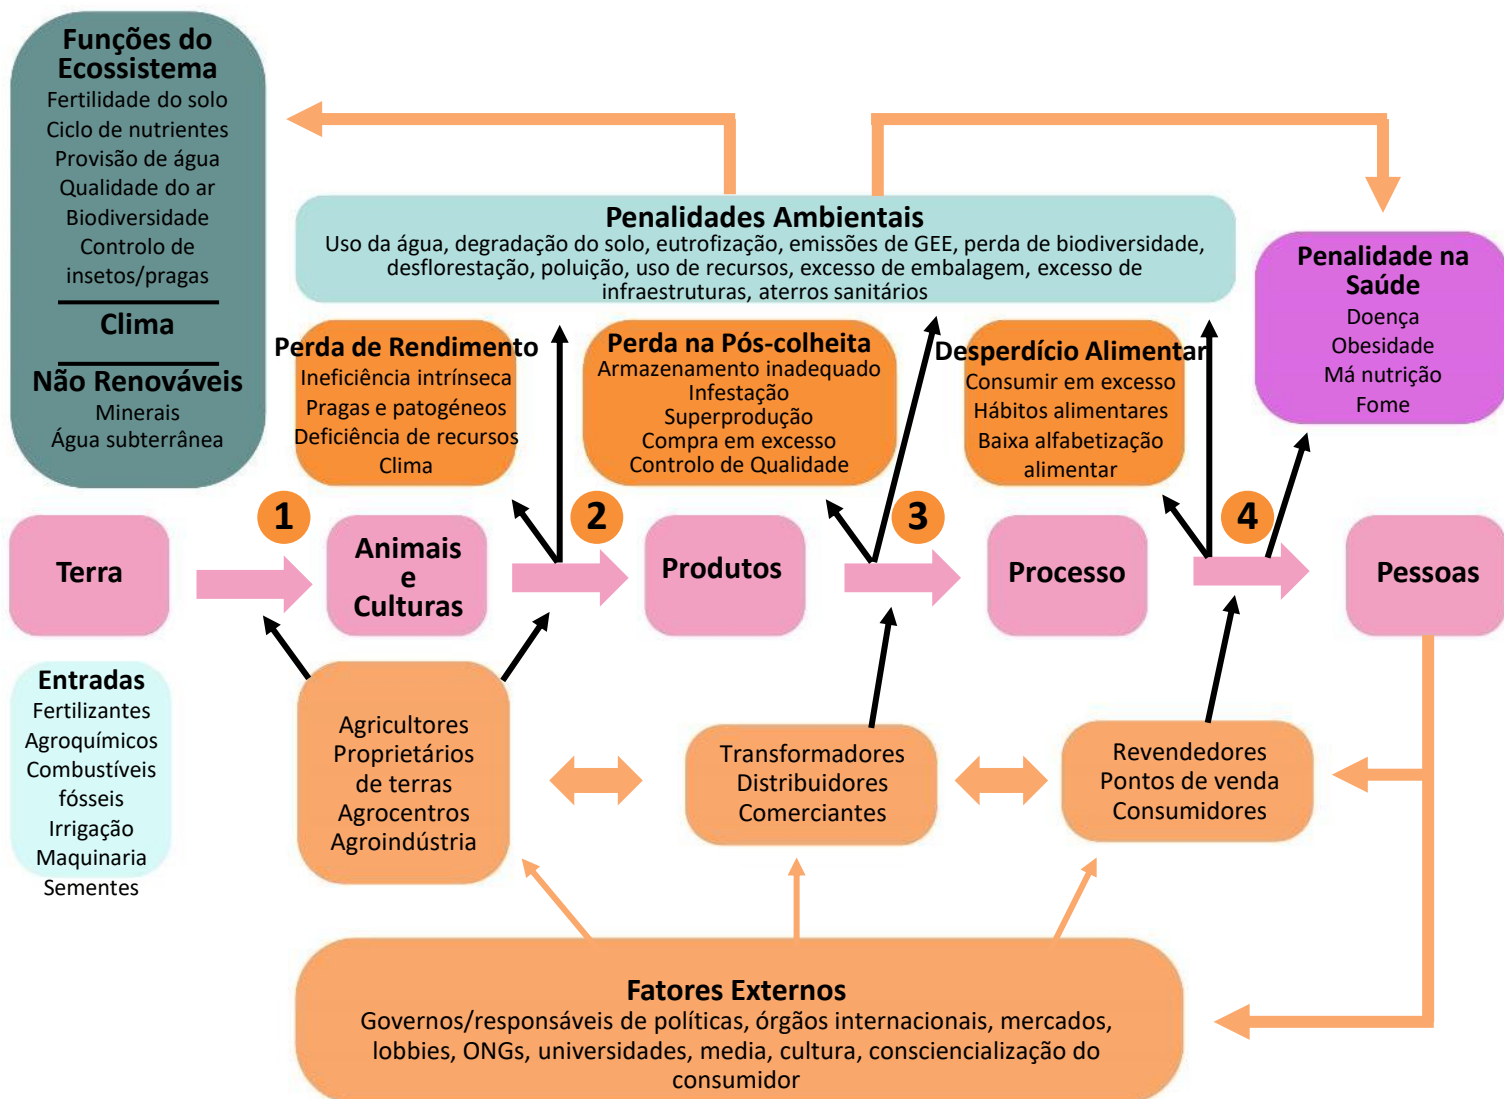 Funções do
Ecossistema
Fertilidade do solo
Ciclo de nutrientes
Provisão de água
Qualidade do ar
Biodiversidade
Controlo de
insetos/pragas
Clima
Não Renováveis
Minerais
Água subterrânea
Penalidades Ambientais
Uso da água, degradação do solo, eutrofização, emissões de GEE, perda de biodiversidade,
desflorestação, poluição, uso de recursos, excesso de embalagem, excesso de
infraestruturas, aterros sanitários
Penalidade na
Saúde
Doença
Obesidade
Má nutrição
Fome
Perda de Rendimento
Ineficiência intrínseca
Pragas e patogéneos
Deficiência de recursos
Clima
Perda na Pós-colheita
Armazenamento inadequado
Infestação
Superprodução
Compra em excesso
Controlo de Qualidade
Desperdício Alimentar
Consumir em excesso
Hábitos alimentares
Baixa alfabetização
alimentar
1
2
3
4
Terra
Animais
e
Culturas
Produtos
Processo
Pessoas
Entradas
Fertilizantes
Agroquímicos
Combustíveis
fósseis
Irrigação
Maquinaria
Sementes
Agricultores
Proprietários
de terras
Agrocentros
Agroindústria
Transformadores
Distribuidores
Comerciantes
Revendedores
Pontos de venda
Consumidores
Fatores Externos
Governos/responsáveis de políticas, órgãos internacionais, mercados,
lobbies, ONGs, universidades, media, cultura, consciencialização do
consumidor